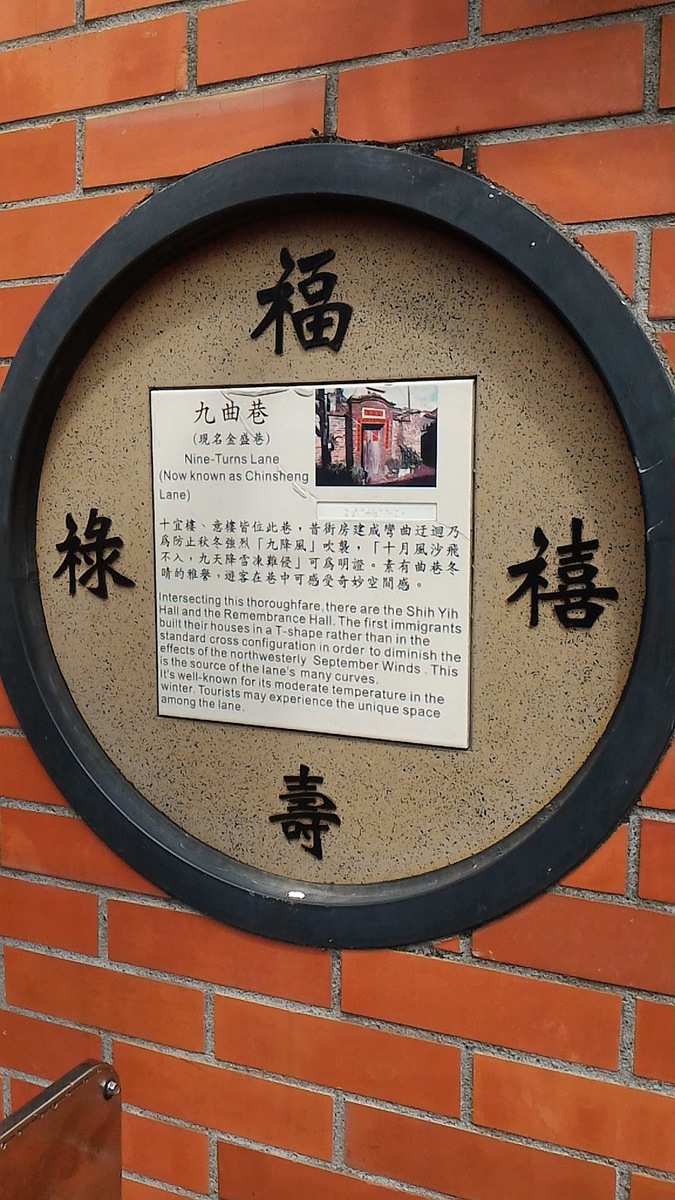 福
九曲巷
(現名金盛巷)
Nine-Turns Lane
(Now known as Chinsheng
Lane)
十宜樓、意樓皆位此巷，昔街房建成彎曲迂迴乃
為防止秋冬強烈「九降風」吹襲，「十月風沙飛
不入，九天降雪凍難侵」可為明證。素有曲巷冬
晴的雅譽，遊客在巷中可感受奇妙空間感。
Intersecting this thoroughfare, there are the Shih Yih
Hall and the Remembrance Hall. The first immigrants
built their houses in a T-shape rather than in the
standard cross configuration in order to diminish the
effects of the northwesterly September Winds . This
is the source of the lane's many curves.
It's well-known for its moderate temperature in the
winter. Tourists may experience the unique space
among the lane.
祿
禧
壽